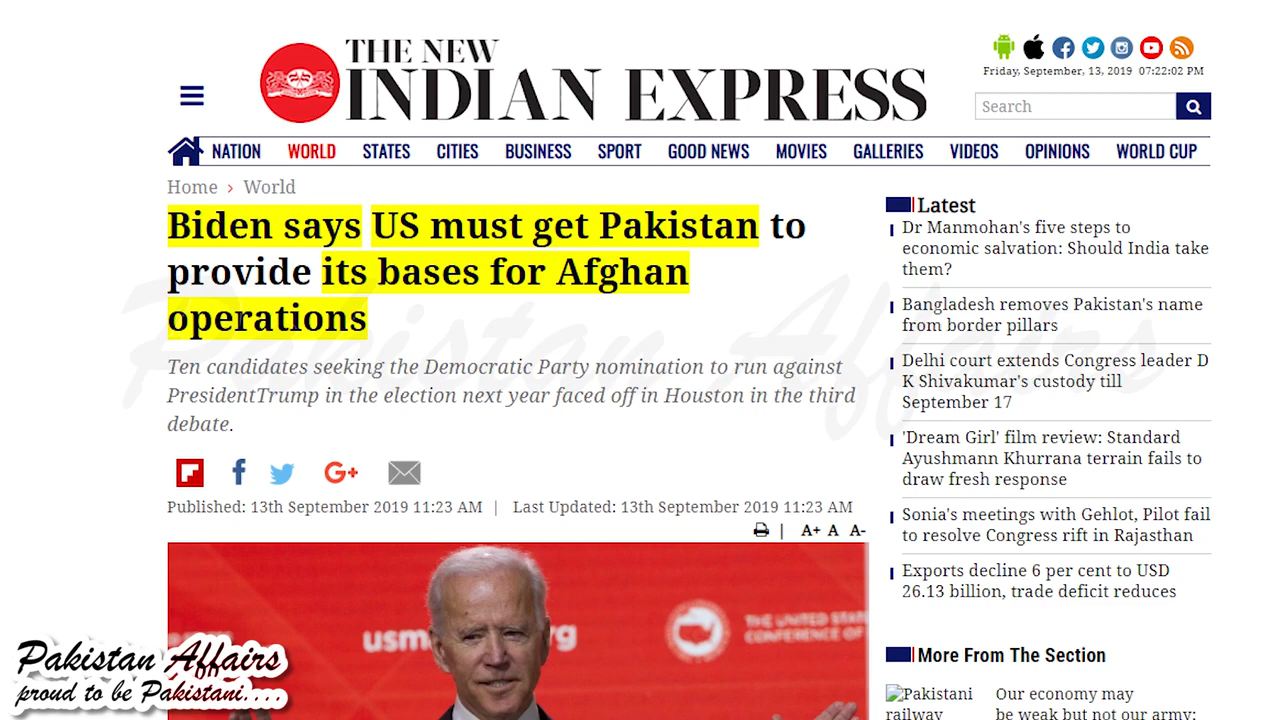 THE NEW
INDIAN EXPRESS
Friday, September, 13, 2019 07:22:02 PM
Search
NATION WORLD STATES CITIES BUSINESS SPORT GOOD NEWS MOVIES GALLERIES VIDEOS OPINIONS WORLD CUP
Home › World
Biden says US must get Pakistan to
provide its bases for Afghan
operations
Ten candidates seeking the Democratic Party nomination to run against
PresidentTrump in the election next year faced off in Houston in the third
debate.
Published: 13th September 2019 11:23 AM | Last Updated: 13th September 2019 11:23 AM
| A+ A A-
usm
THE UNITED STAT
CONFERENCE OF
Latest
Dr Manmohan's five steps to
economic salvation: Should India take
them?
Bangladesh removes Pakistan's name
from border pillars
Delhi court extends Congress leader D
K Shivakumar's custody till
September 17
'Dream Girl' film review: Standard
Ayushmann Khurrana terrain fails to
draw fresh response
Sonia's meetings with Gehlot, Pilot fail
to resolve Congress rift in Rajasthan
Exports decline 6 per cent to USD
26.13 billion, trade deficit reduces
More From The Section
Pakistani
railway
Our economy may
be weak but not our army:
Pakistan Affairs
Pakistan Affairs
proud to be Pakistani....